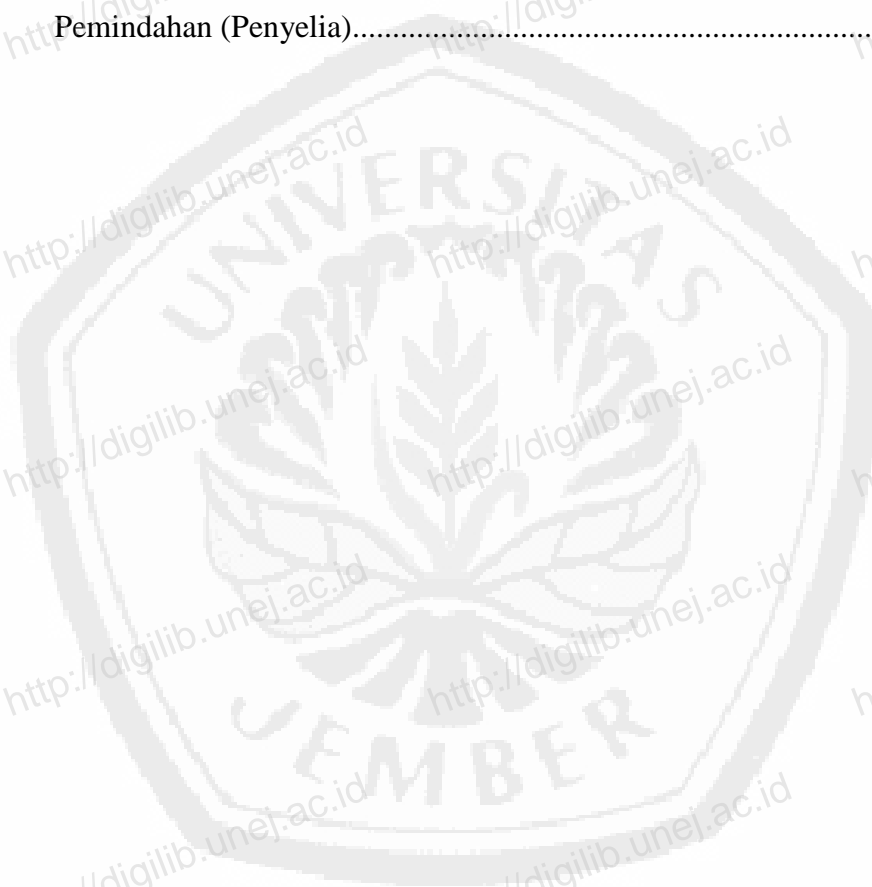 Pemindahan (Penyelia)................................................................
UNIVERSITAS
JEMBER
http://digilib.unej.ac.id
http://digilib.unej.ac.id
http://digilib.unej.ac.id
http://digilib.unej.ac.id
http://digilib.unej.ac.id
http://digilib.unej.ac.id
http://digilib.unej.ac.id
http://digilib.unej.ac.id